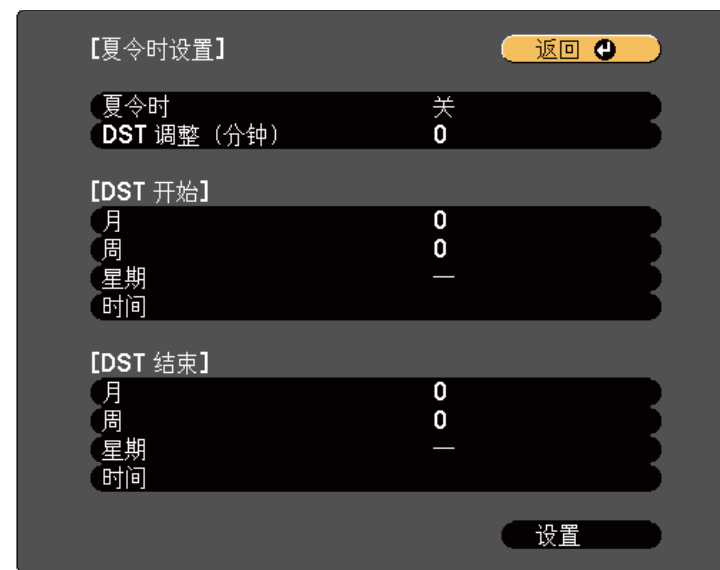 [夏令时设置] 返回
夏令时 关
DST 调整（分钟） 0
[DST 开始]
月 0
周 0
星期 —
时间
[DST 结束]
月 0
周 0
星期 —
时间
设置